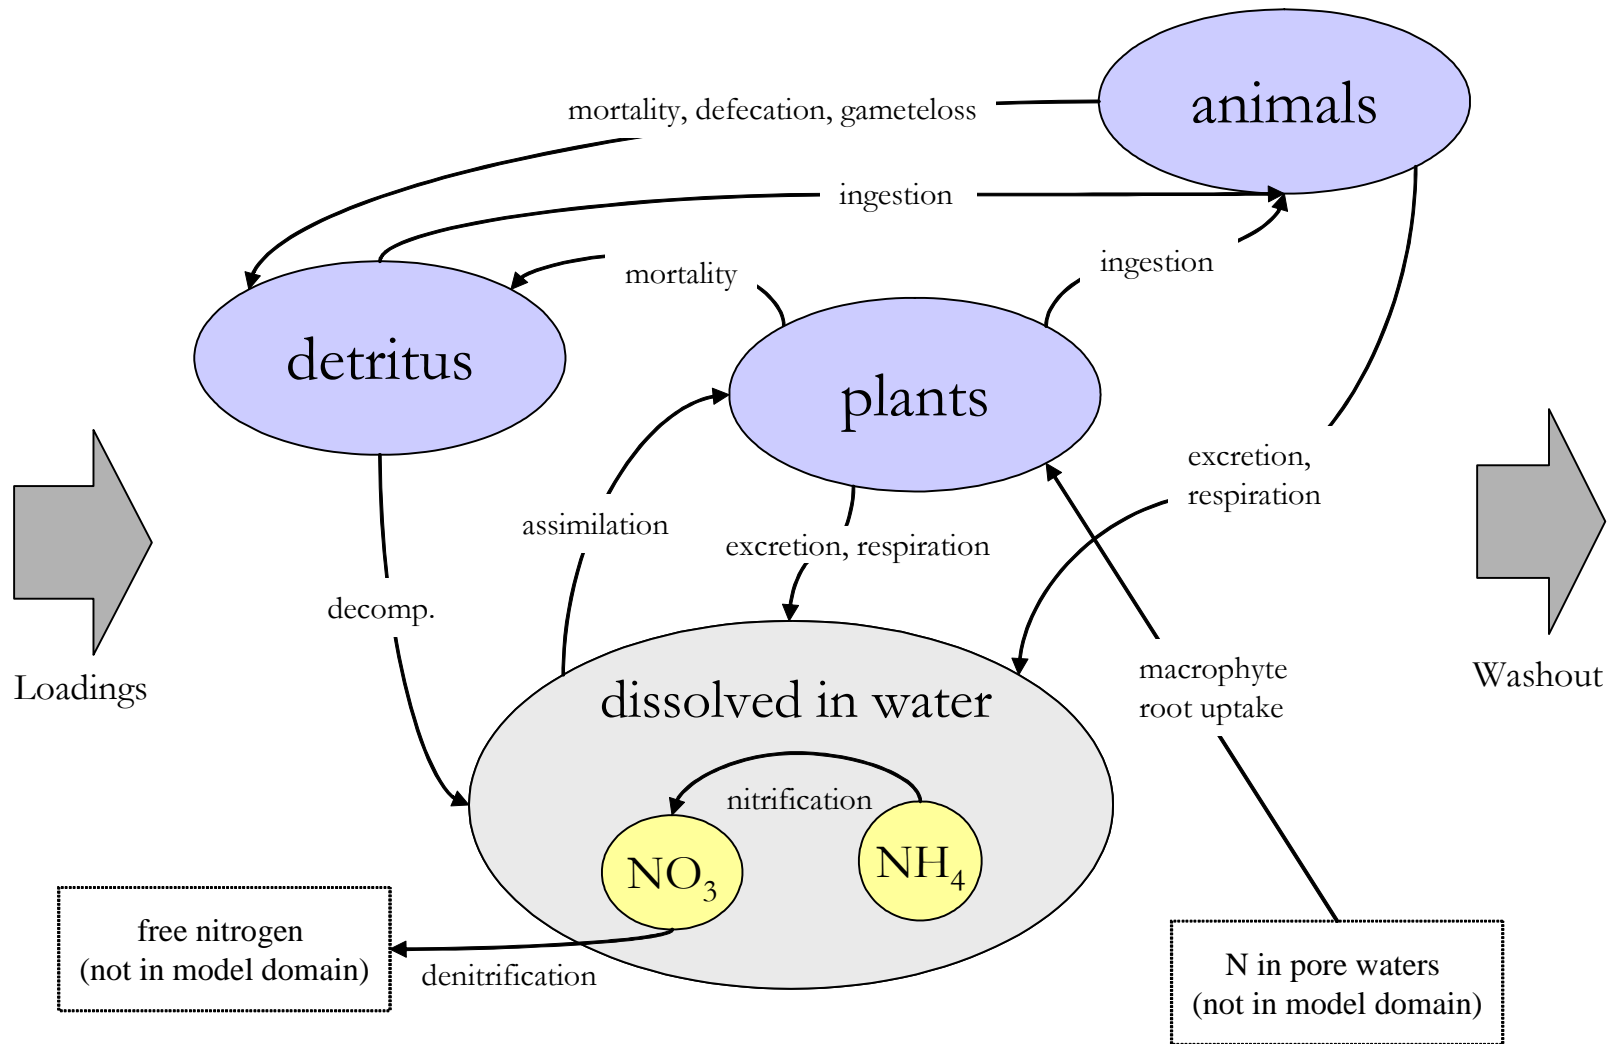 animals
mortality, defecation, gameteloss
ingestion
ingestion
mortality
detritus
plants
excretion,
respiration
assimilation
excretion, respiration
decomp.
Loadings
Washout
macrophyte
root uptake
dissolved in water
nitrification
NO₃
NH₄
free nitrogen
(not in model domain)
denitrification
N in pore waters
(not in model domain)